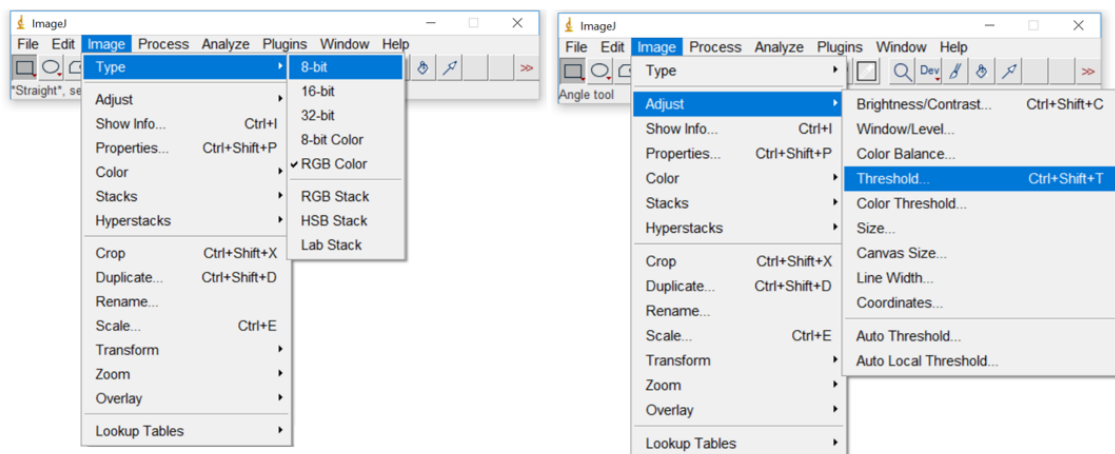 ImageJ
File Edit Image Process Analyze Plugins Window Help
*Straight*, se
Type
Adjust
Show Info... Ctrl+I
Properties... Ctrl+Shift+P
Color
Stacks
Hyperstacks
Crop Ctrl+Shift+X
Duplicate... Ctrl+Shift+D
Rename...
Scale... Ctrl+E
Transform
Zoom
Overlay
Lookup Tables
8-bit
16-bit
32-bit
8-bit Color
RGB Color
RGB Stack
HSB Stack
Lab Stack
ImageJ
File Edit Image Process Analyze Plugins Window Help
Dev
Angle tool
Type
Adjust
Show Info... Ctrl+I
Properties... Ctrl+Shift+P
Color
Stacks
Hyperstacks
Crop Ctrl+Shift+X
Duplicate... Ctrl+Shift+D
Rename...
Scale... Ctrl+E
Transform
Zoom
Overlay
Lookup Tables
Brightness/Contrast... Ctrl+Shift+C
Window/Level...
Color Balance...
Threshold... Ctrl+Shift+T
Color Threshold...
Size...
Canvas Size...
Line Width...
Coordinates...
Auto Threshold...
Auto Local Threshold...